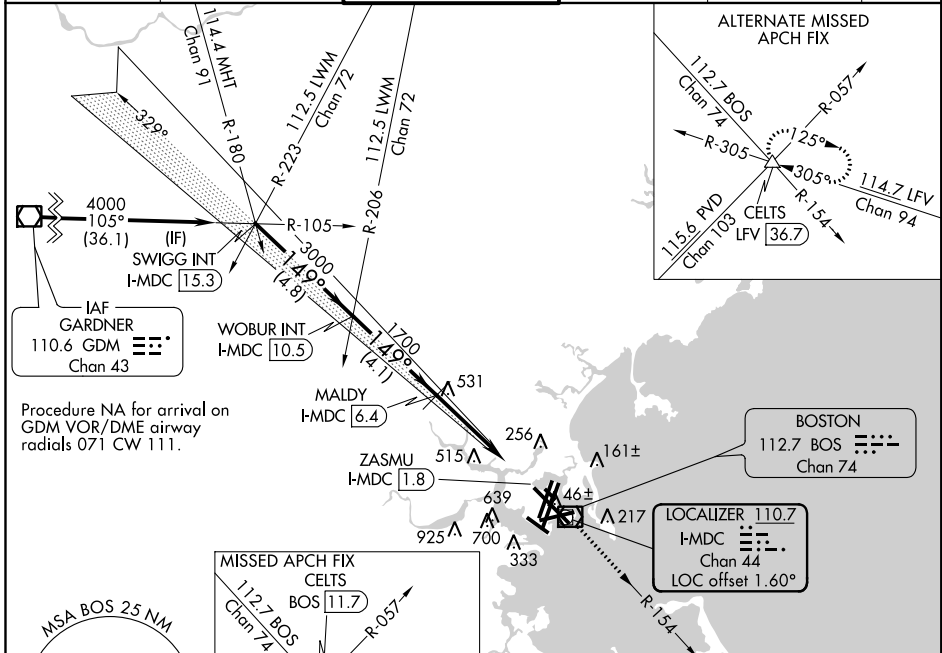 114.4 MHT
Chan 91
R-180
112.5 LWM
Chan 72
R-223
112.5 LWM
Chan 72
R-206
329°
4000
105°
(36.1)
(IF)
SWIGG INT
I-MDC 15.3
R-105
3000
149°
(4.8)
IAF
GARDNER
110.6 GDM
Chan 43
WOBUR INT
I-MDC 10.5
1700
149°
(4.1)
MALDY
I-MDC 6.4
531
Procedure NA for arrival on
GDM VOR/DME airway
radials 071 CW 111.
ALTERNATE MISSED
APCH FIX
112.7 BOS
Chan 74
R-057
R-305
125°
305°
114.7 LFV
Chan 94
R-154
CELTS
LFV 36.7
115.6 PVD
Chan 103
256
515
161±
ZASMU
I-MDC 1.8
46±
639
925
700
333
217
BOSTON
112.7 BOS
Chan 74
LOCALIZER 110.7
I-MDC
Chan 44
LOC offset 1.60°
R-154
MISSED APCH FIX
CELTS
BOS 11.7
112.7 BOS
Chan 74
R-057
MSA BOS 25 NM